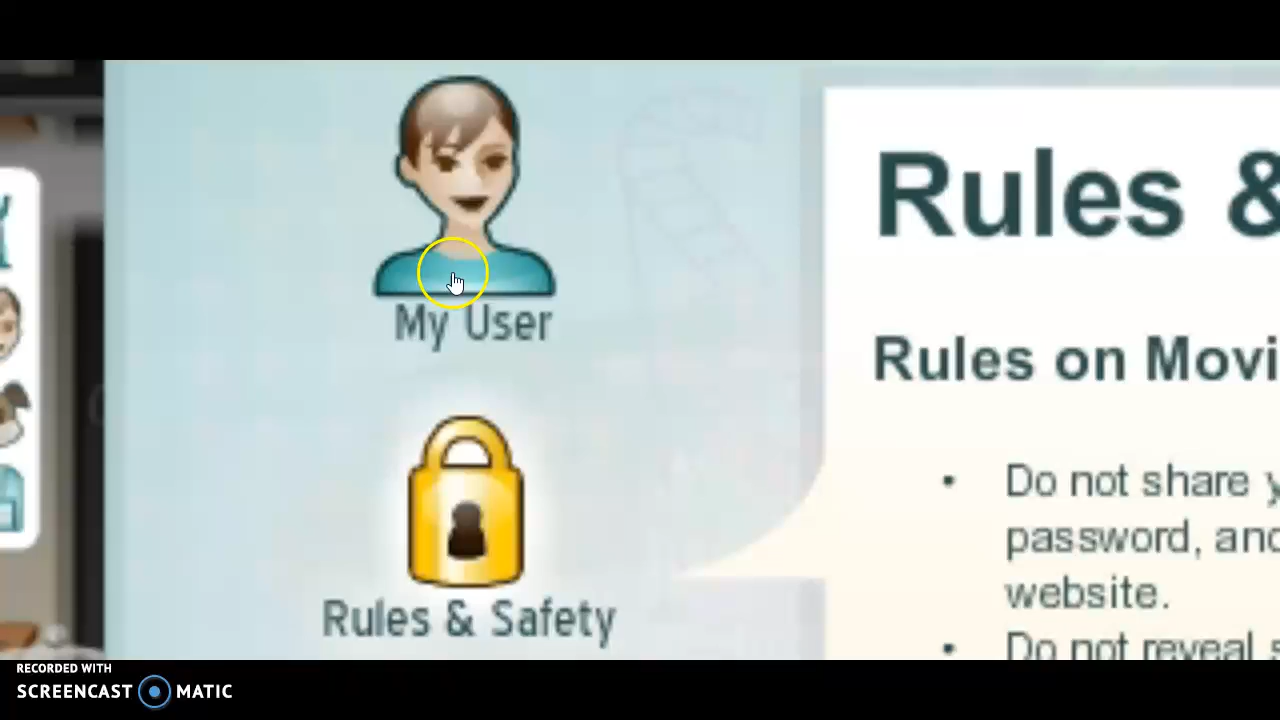 My User
Rules & Safety
Rules &
Rules on Movi
• Do not share y
password, and
website.
• Do not reveal s
RECORDED WITH
SCREENCAST MATIC